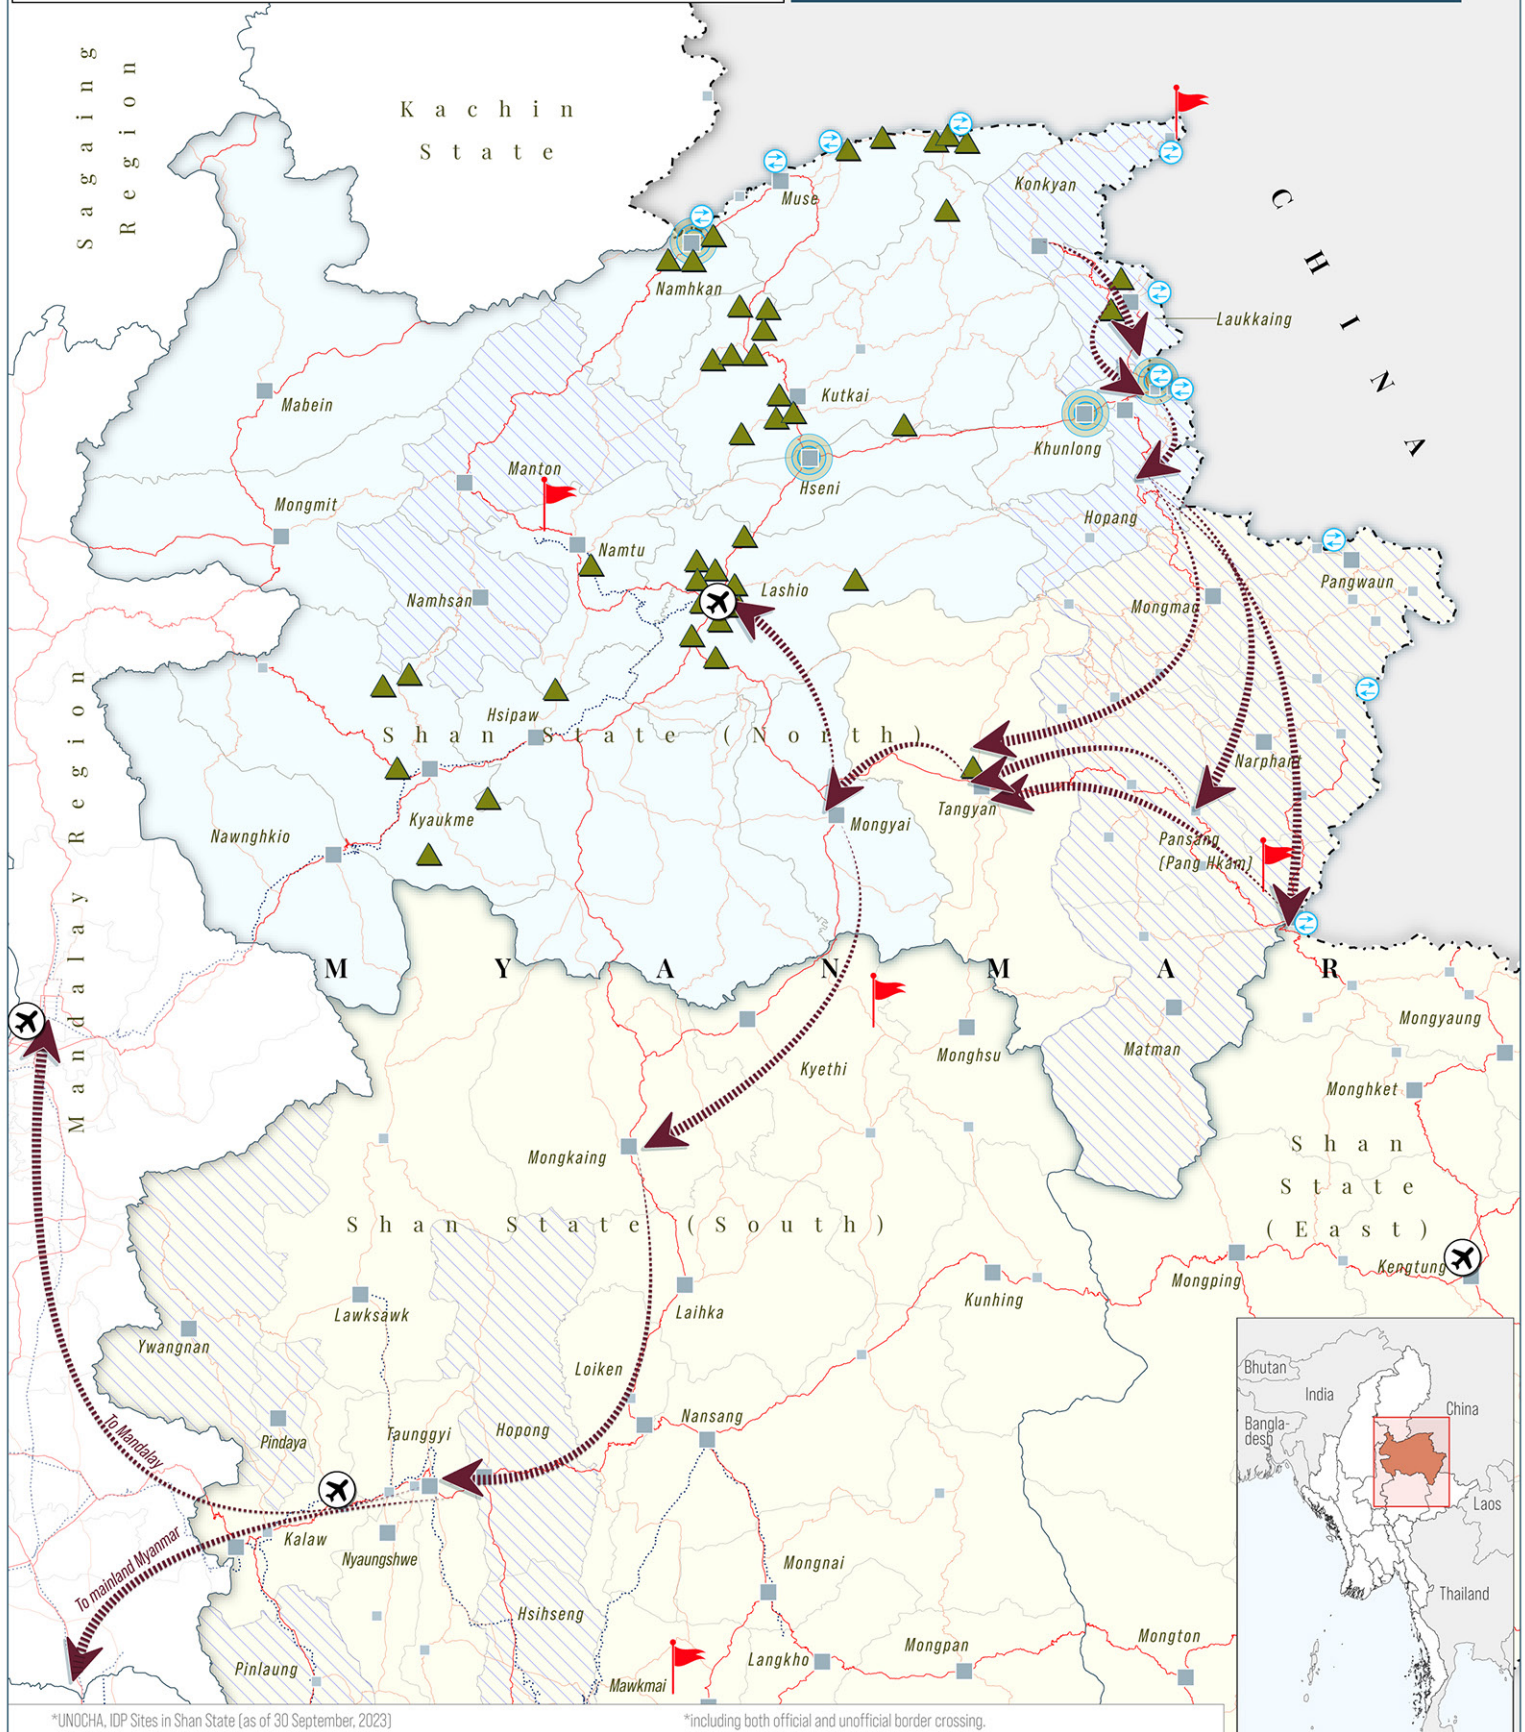 Sagaing
Region
Kachin
State
Konkyan
CHINA
Muse
Namhkan
Laukkaing
Mabein
Kutkai
Manton
Khunlong
Hseni
Mongmit
Hopang
Namtu
Pangwaun
Lashio
Namhsan
Mongmao
Hsipaw
Shan State (North)
Narphan
Tangyan
Kyaukme
Mongyai
Nawnghkio
Pansang
(Pang Hkam)
Mandalay Region
MYANMAR
Mongyaung
Matman
Monghsu
Kyethi
Monghket
Mongkaing
Shan
State
(East)
Shan State (South)
Kengtung
Mongping
Kunhing
Laihka
Lawksawk
Ywangnan
Loiken
Bhutan
India
China
Nansang
Bangla-
desh
Hopong
Taunggyi
Pindaya
To Mandalay
Laos
Kalaw
Nyaungshwe
To mainland Myanmar
Mongnai
Thailand
Hsihseng
Mongton
Mongpan
Langkho
Pinlaung
Mawkmai
*UNOCHA, IDP Sites in Shan State (as of 30 September, 2023)
*including both official and unofficial border crossing.